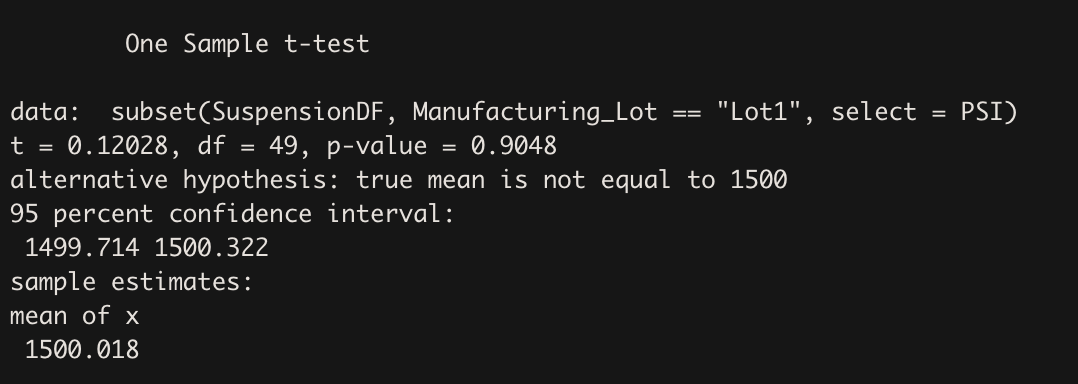 One Sample t-test
data:  subset(SuspensionDF, Manufacturing_Lot == "Lot1", select = PSI)
t = 0.12028, df = 49, p-value = 0.9048
alternative hypothesis: true mean is not equal to 1500
95 percent confidence interval:
1499.714 1500.322
sample estimates:
mean of x
1500.018